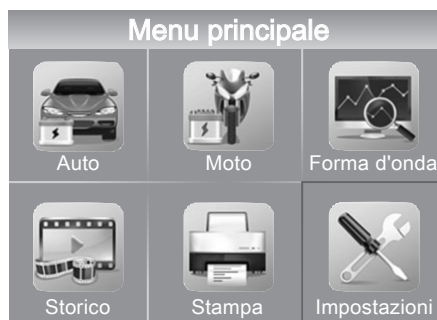 Menu principale
Auto
Moto
Forma d'onda
Storico
Stampa
Impostazioni